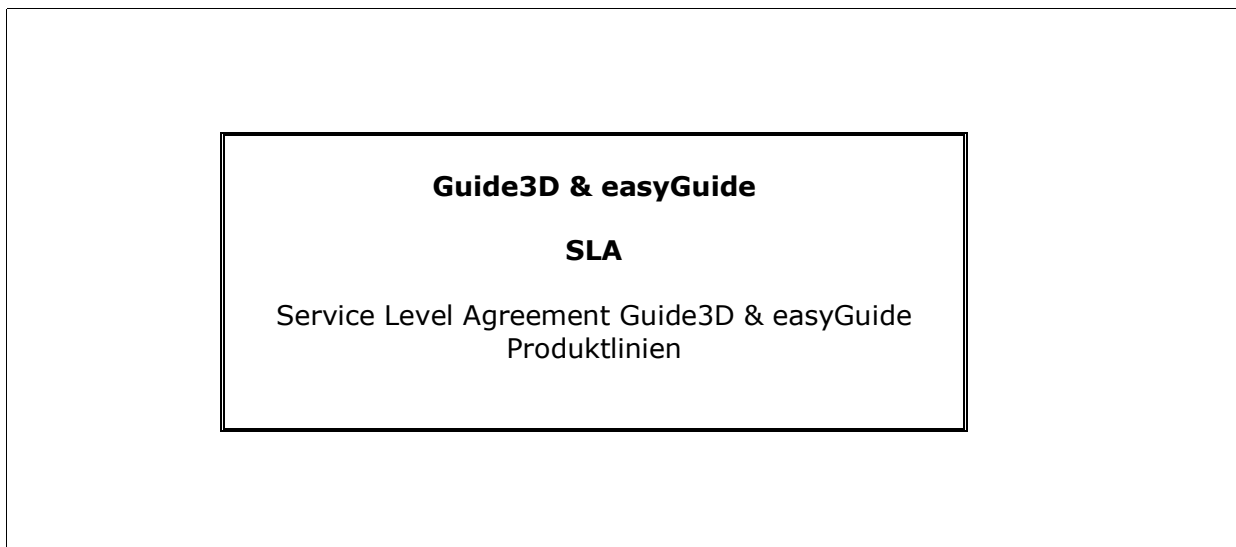 Guide3D & easyGuide
SLA
Service Level Agreement Guide3D & easyGuide
Produktlinien